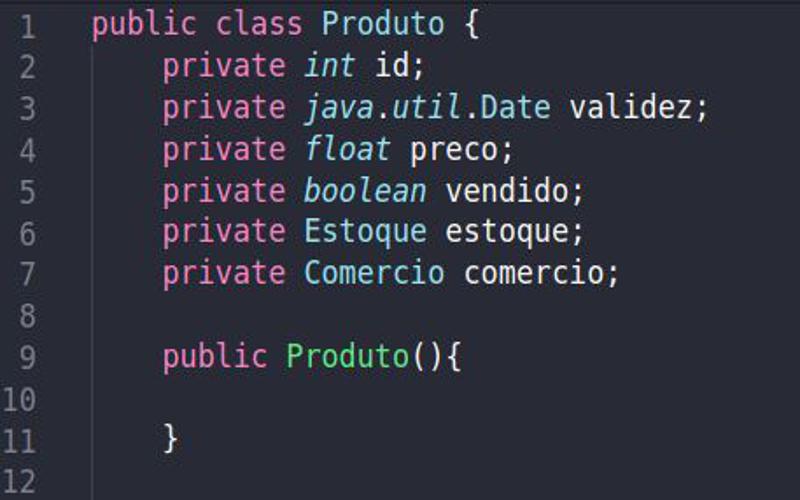 1 public class Produto {
2 private int id;
3 private java.util.Date validez;
4 private float preco;
5 private boolean vendido;
6 private Estoque estoque;
7 private Comercio comercio;
8
9 public Produto(){
10
11 }
12